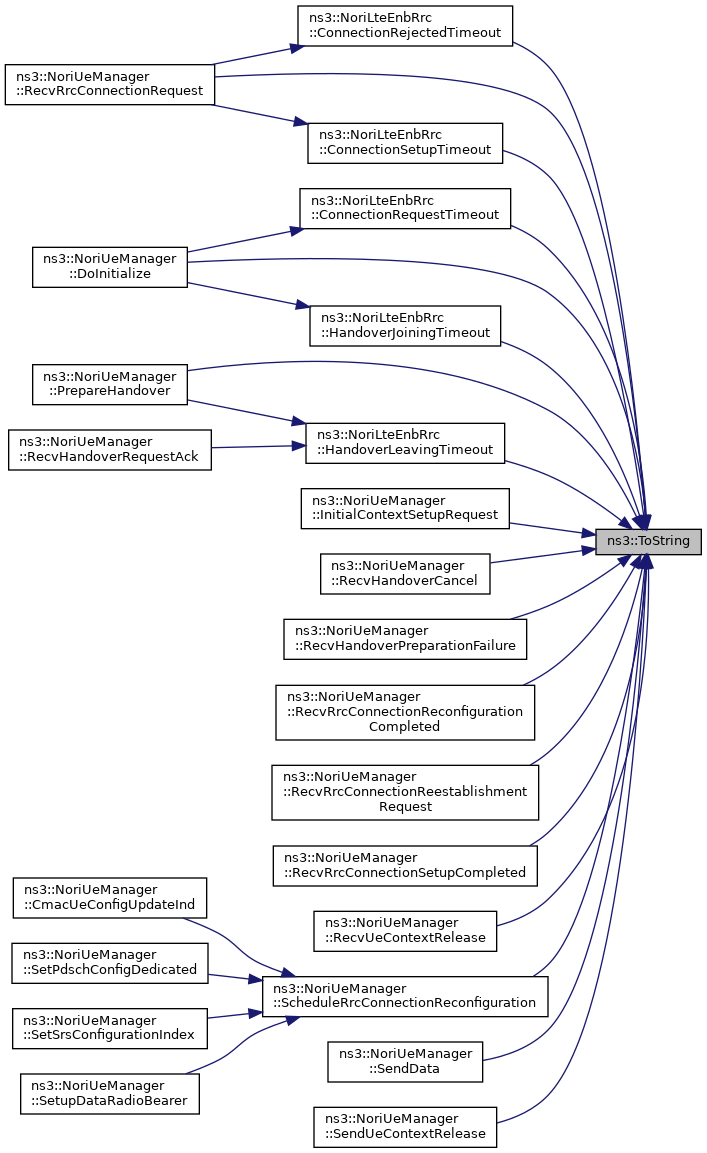 ns3::NoriLteEnbRrc
::ConnectionRejectedTimeout
ns3::NoriUeManager
::RecvRrcConnectionRequest
ns3::NoriLteEnbRrc
::ConnectionSetupTimeout
ns3::NoriLteEnbRrc
::ConnectionRequestTimeout
ns3::NoriUeManager
::DoInitialize
ns3::NoriLteEnbRrc
::HandoverJoiningTimeout
ns3::NoriUeManager
::PrepareHandover
ns3::NoriLteEnbRrc
::HandoverLeavingTimeout
ns3::NoriUeManager
::RecvHandoverRequestAck
ns3::NoriUeManager
::InitialContextSetupRequest
ns3::ToString
ns3::NoriUeManager
::RecvHandoverCancel
ns3::NoriUeManager
::RecvHandoverPreparationFailure
ns3::NoriUeManager
::RecvRrcConnectionReconfiguration
Completed
ns3::NoriUeManager
::RecvRrcConnectionReestablishment
Request
ns3::NoriUeManager
::RecvRrcConnectionSetupCompleted
ns3::NoriUeManager
::CmacUeConfigUpdateInd
ns3::NoriUeManager
::RecvUeContextRelease
ns3::NoriUeManager
::SetPdschConfigDedicated
ns3::NoriUeManager
::ScheduleRrcConnectionReconfiguration
ns3::NoriUeManager
::SetSrsConfigurationIndex
ns3::NoriUeManager
::SendData
ns3::NoriUeManager
::SetupDataRadioBearer
ns3::NoriUeManager
::SendUeContextRelease